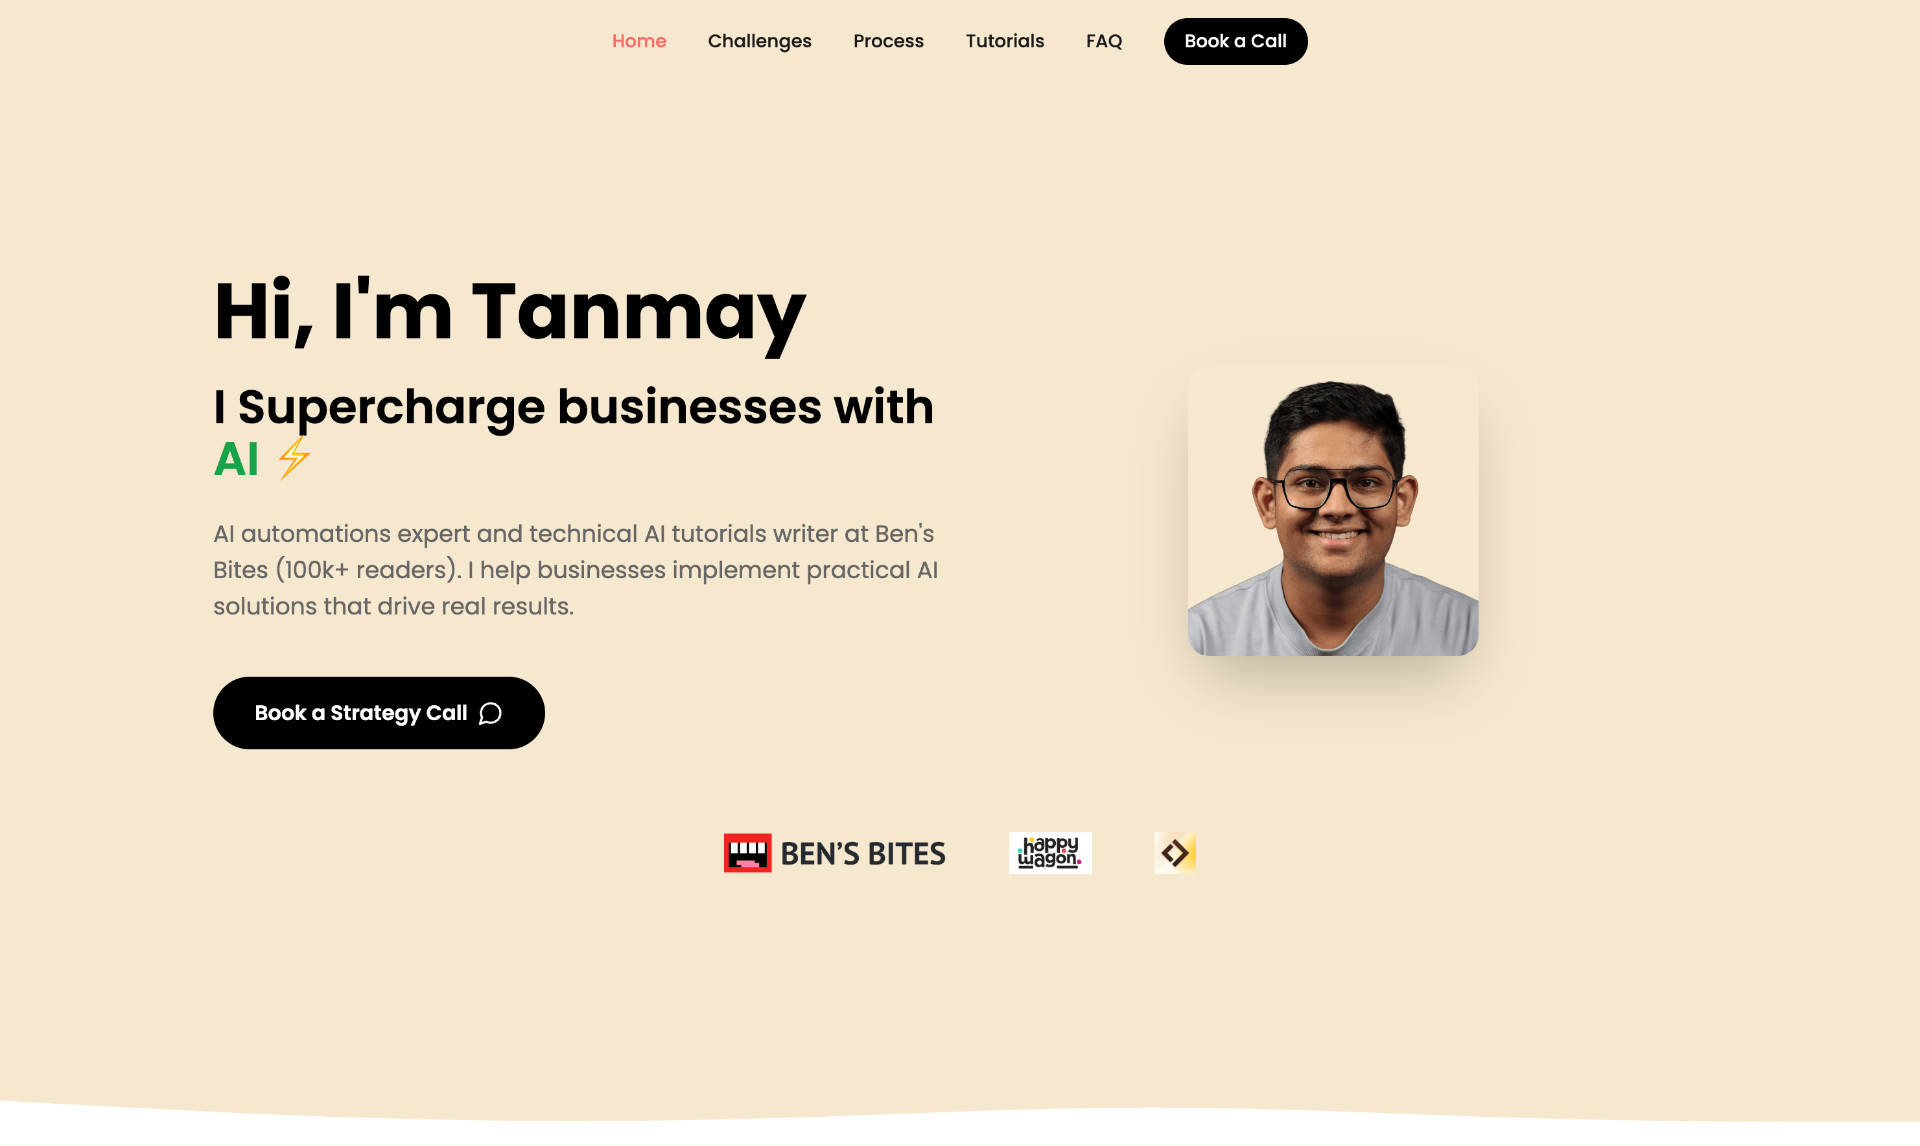 Home Challenges Process Tutorials FAQ Book a Call
Hi, I'm Tanmay
I Supercharge businesses with
AI ⚡
AI automations expert and technical AI tutorials writer at Ben's
Bites (100k+ readers). I help businesses implement practical AI
solutions that drive real results.
Book a Strategy Call
BEN'S BITES
happy
wagon.